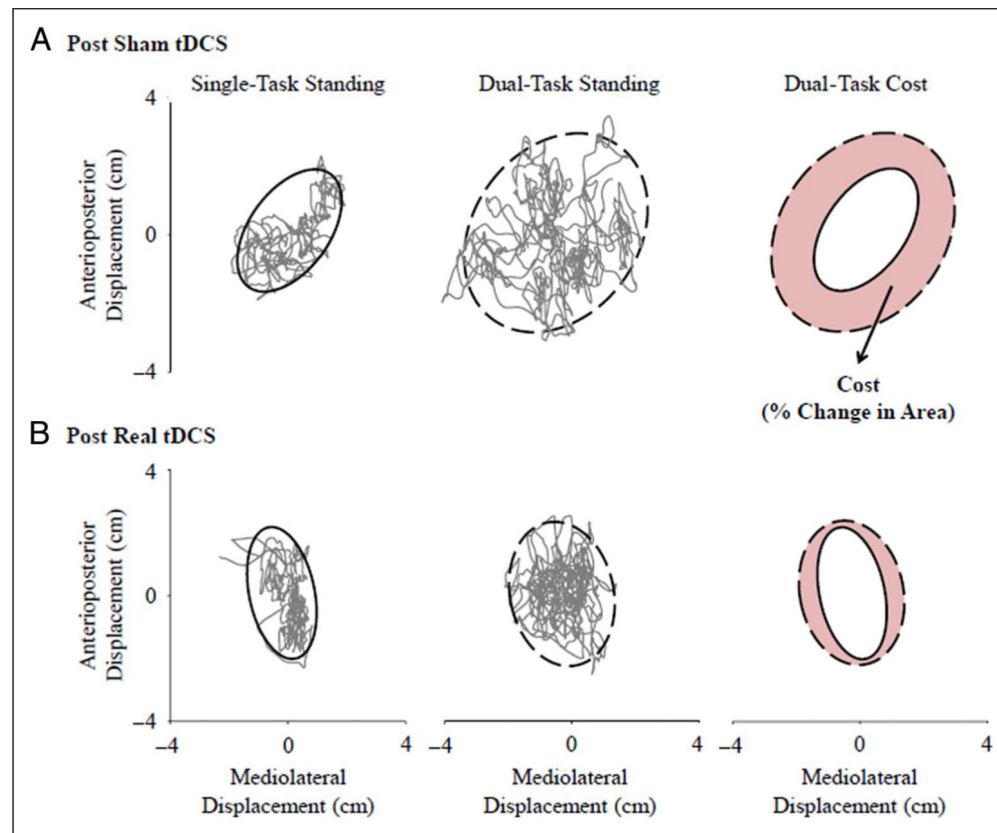 A Post Sham tDCS
Single-Task Standing Dual-Task Standing Dual-Task Cost
4
0
–4
Anterioposterior
Displacement (cm)
Cost
(% Change in Area)
B Post Real tDCS
4
0
–4
Anterioposterior
Displacement (cm)
–4 0 4 –4 0 4 –4 0 4
Mediolateral Mediolateral Mediolateral
Displacement (cm) Displacement (cm) Displacement (cm)